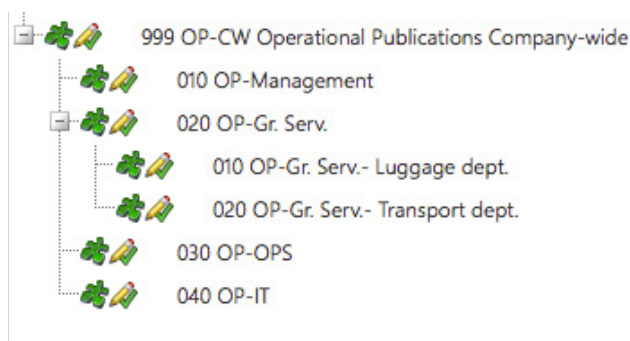 999 OP-CW Operational Publications Company-wide
010 OP-Management
020 OP-Gr. Serv.
010 OP-Gr. Serv.- Luggage dept.
020 OP-Gr. Serv.- Transport dept.
030 OP-OPS
040 OP-IT